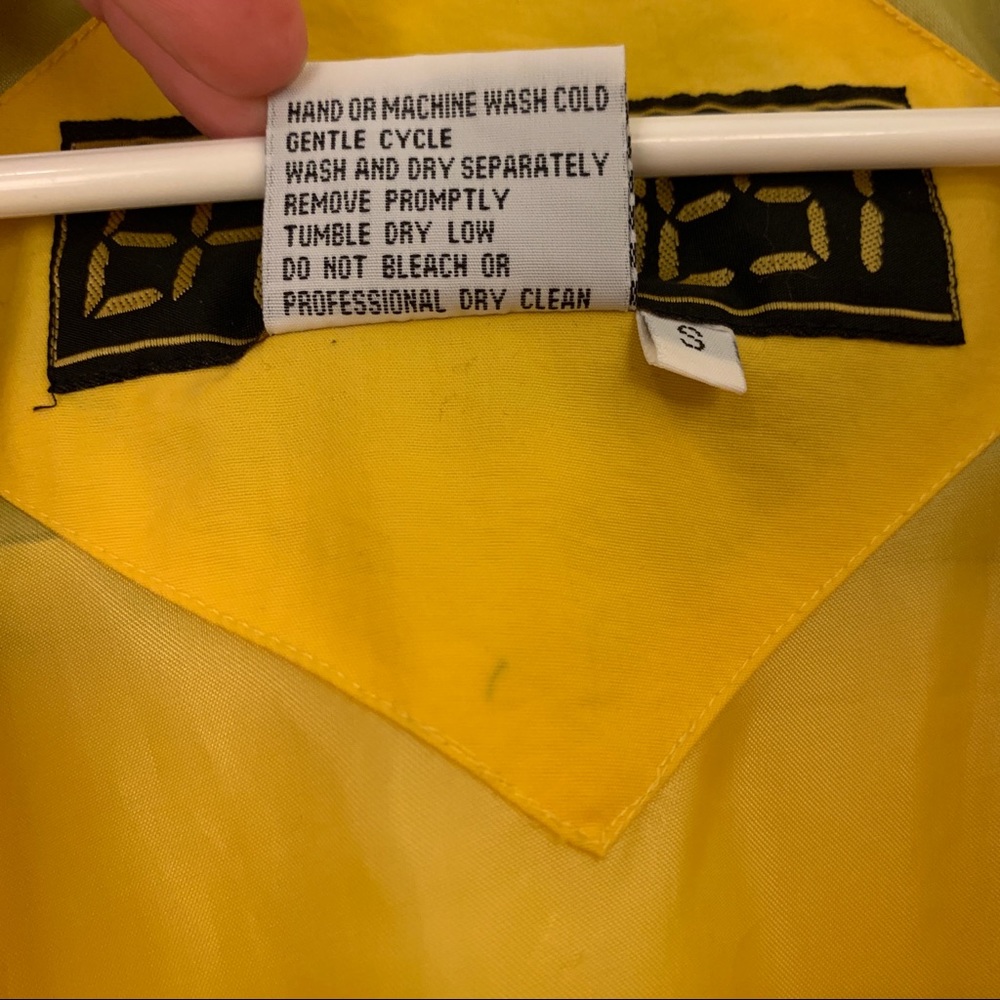 HAND OR MACHINE WASH COLD
GENTLE CYCLE
WASH AND DRY SEPARATELY
REMOVE PROMPTLY
TUMBLE DRY LOW
DO NOT BLEACH OR
PROFESSIONAL DRY CLEAN
S